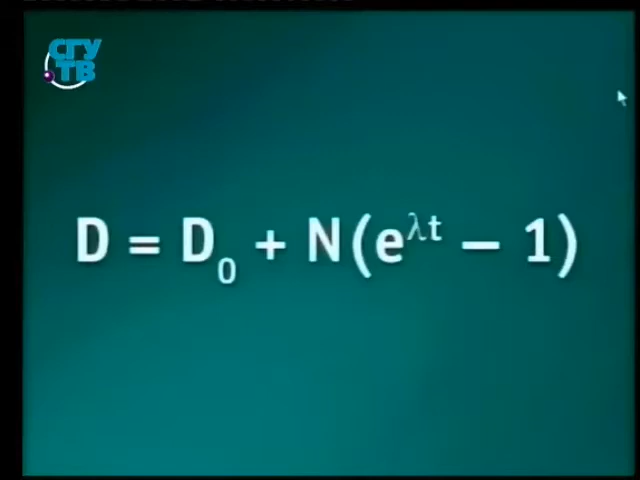 СГУ
ТВ
D = D₀ + N(e^λt − 1)